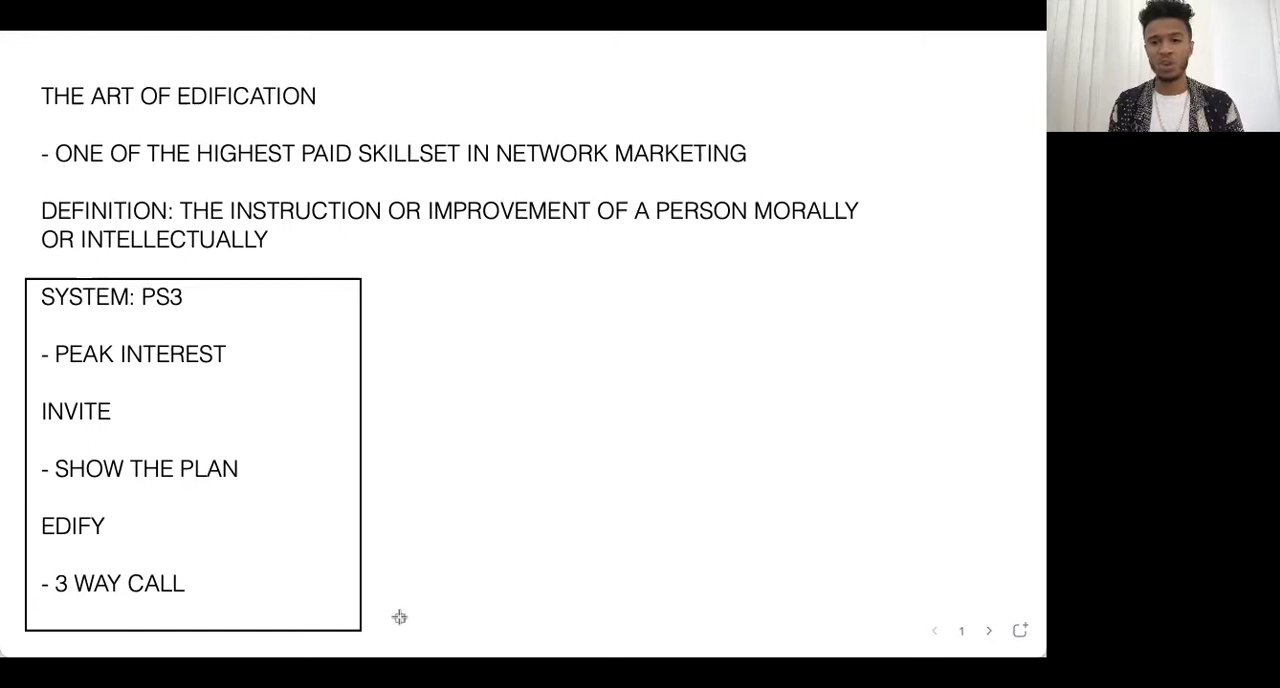 THE ART OF EDIFICATION
- ONE OF THE HIGHEST PAID SKILLSET IN NETWORK MARKETING
DEFINITION: THE INSTRUCTION OR IMPROVEMENT OF A PERSON MORALLY
OR INTELLECTUALLY
SYSTEM: PS3
- PEAK INTEREST
INVITE
- SHOW THE PLAN
EDIFY
- 3 WAY CALL
1